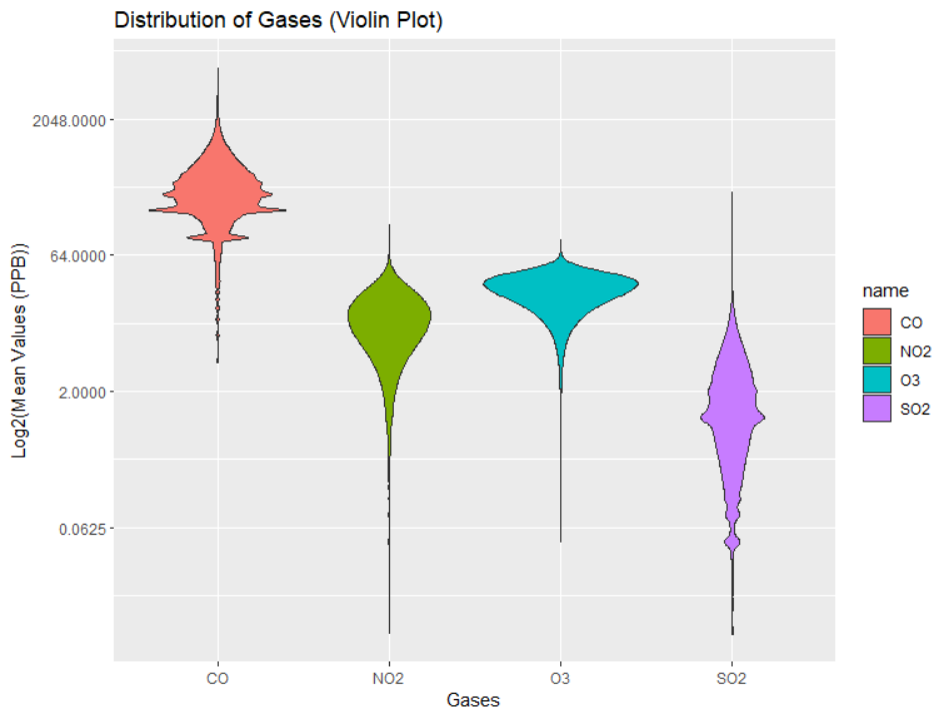 Distribution of Gases (Violin Plot)
2048.0000
64.0000
2.0000
0.0625
Log2(Mean Values (PPB))
CO
NO2
O3
SO2
Gases
name
CO
NO2
O3
SO2